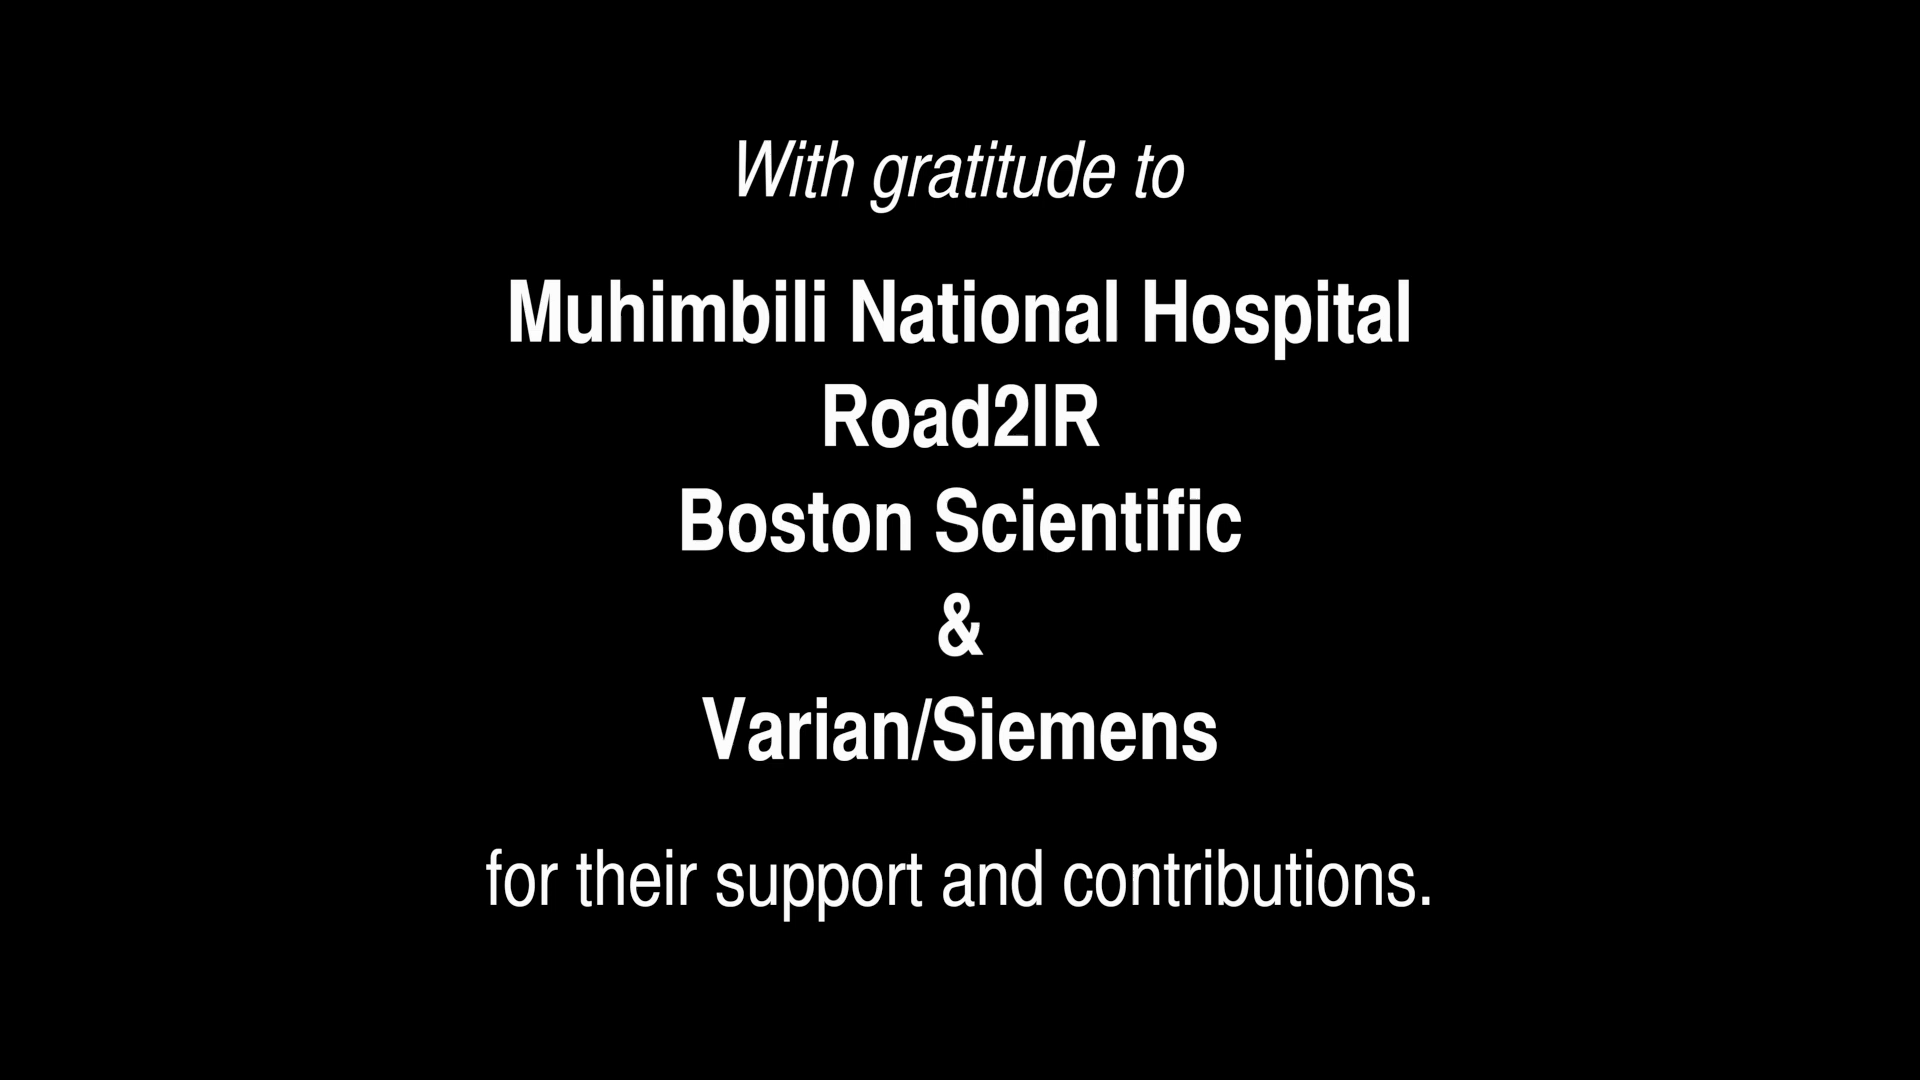 With gratitude to
Muhimbili National Hospital
Road2IR
Boston Scientific
&
Varian/Siemens
for their support and contributions.